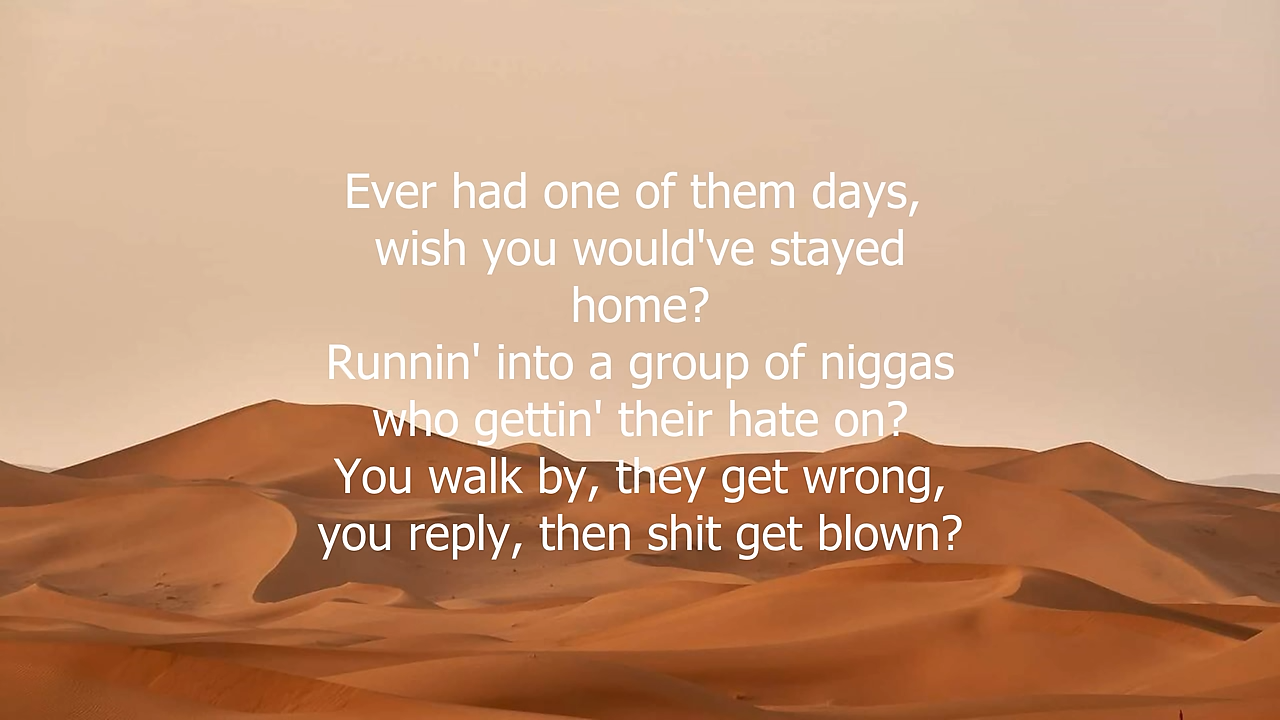 Ever had one of them days,
wish you would've stayed
home?
Runnin' into a group of niggas
who gettin' their hate on?
You walk by, they get wrong,
you reply, then shit get blown?